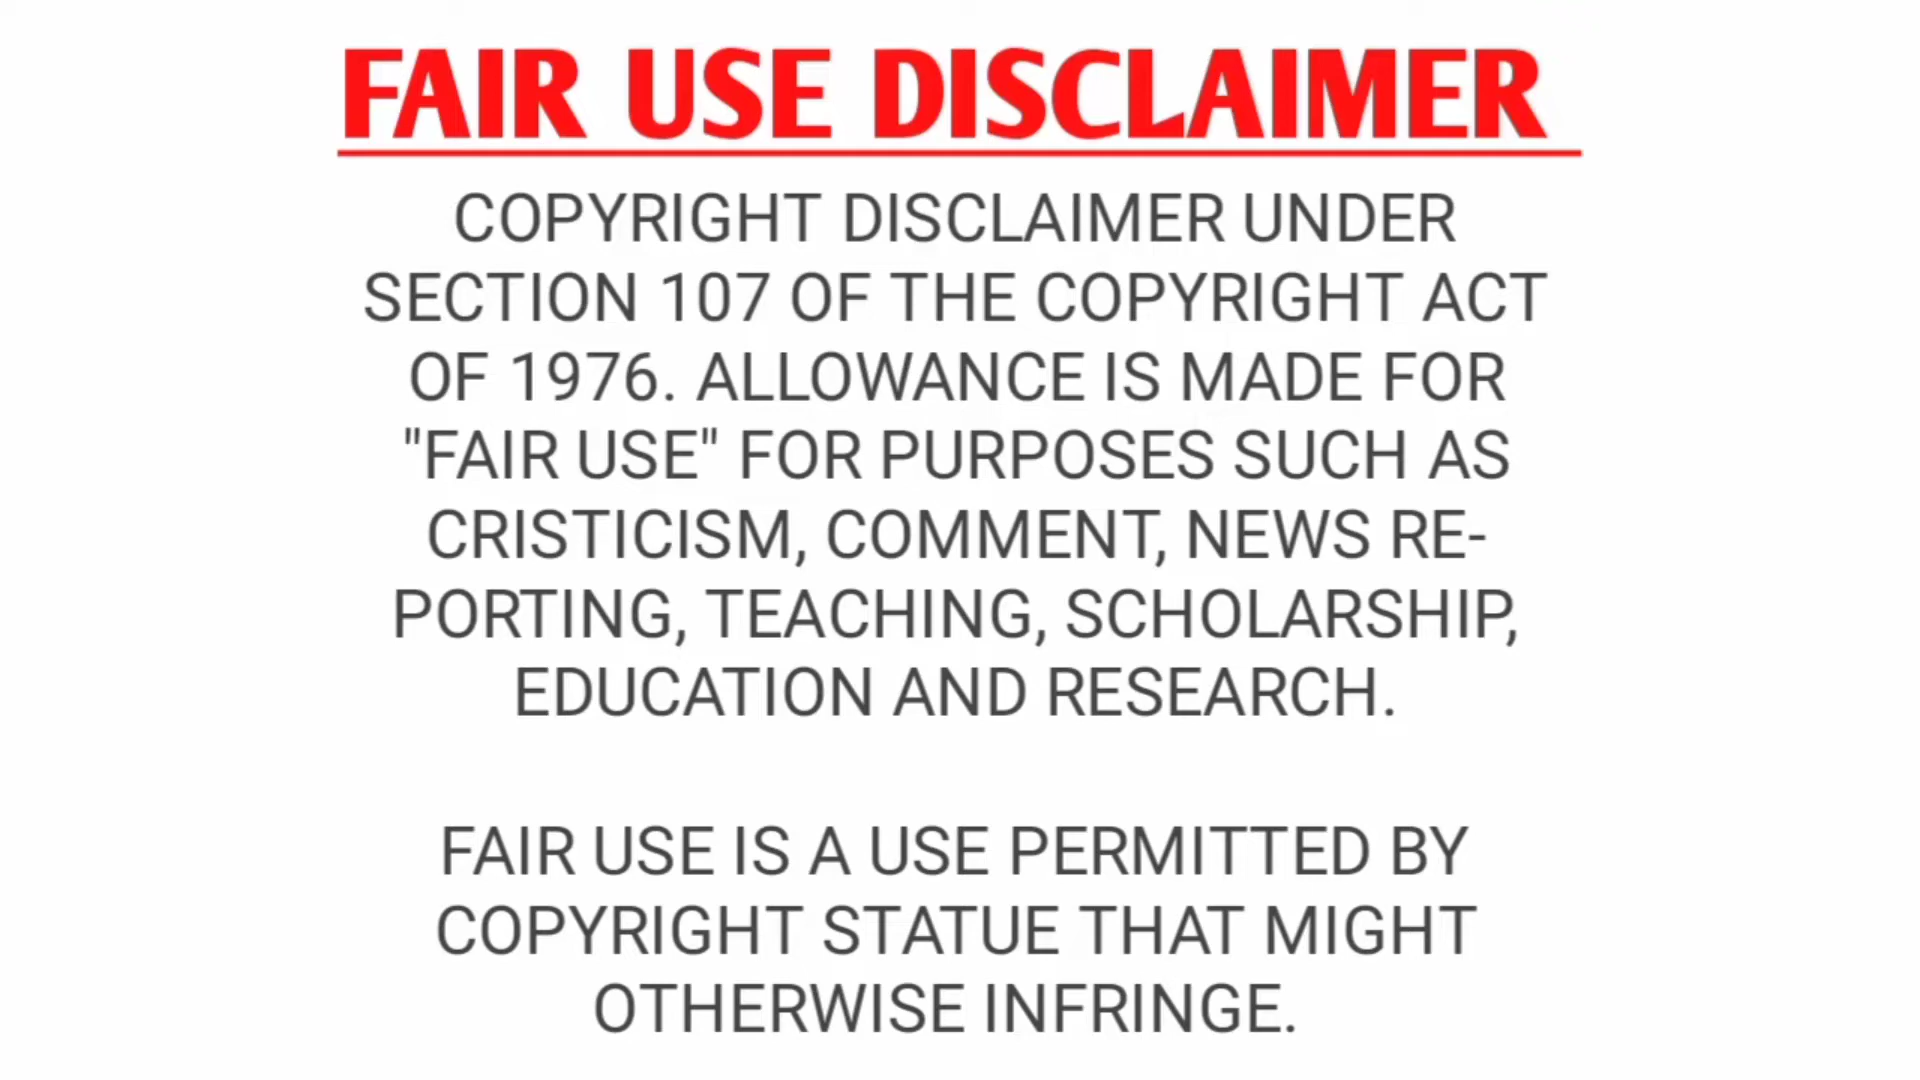 FAIR USE DISCLAIMER
COPYRIGHT DISCLAIMER UNDER
SECTION 107 OF THE COPYRIGHT ACT
OF 1976. ALLOWANCE IS MADE FOR
"FAIR USE" FOR PURPOSES SUCH AS
CRISTICISM, COMMENT, NEWS RE-
PORTING, TEACHING, SCHOLARSHIP,
EDUCATION AND RESEARCH.
FAIR USE IS A USE PERMITTED BY
COPYRIGHT STATUE THAT MIGHT
OTHERWISE INFRINGE.